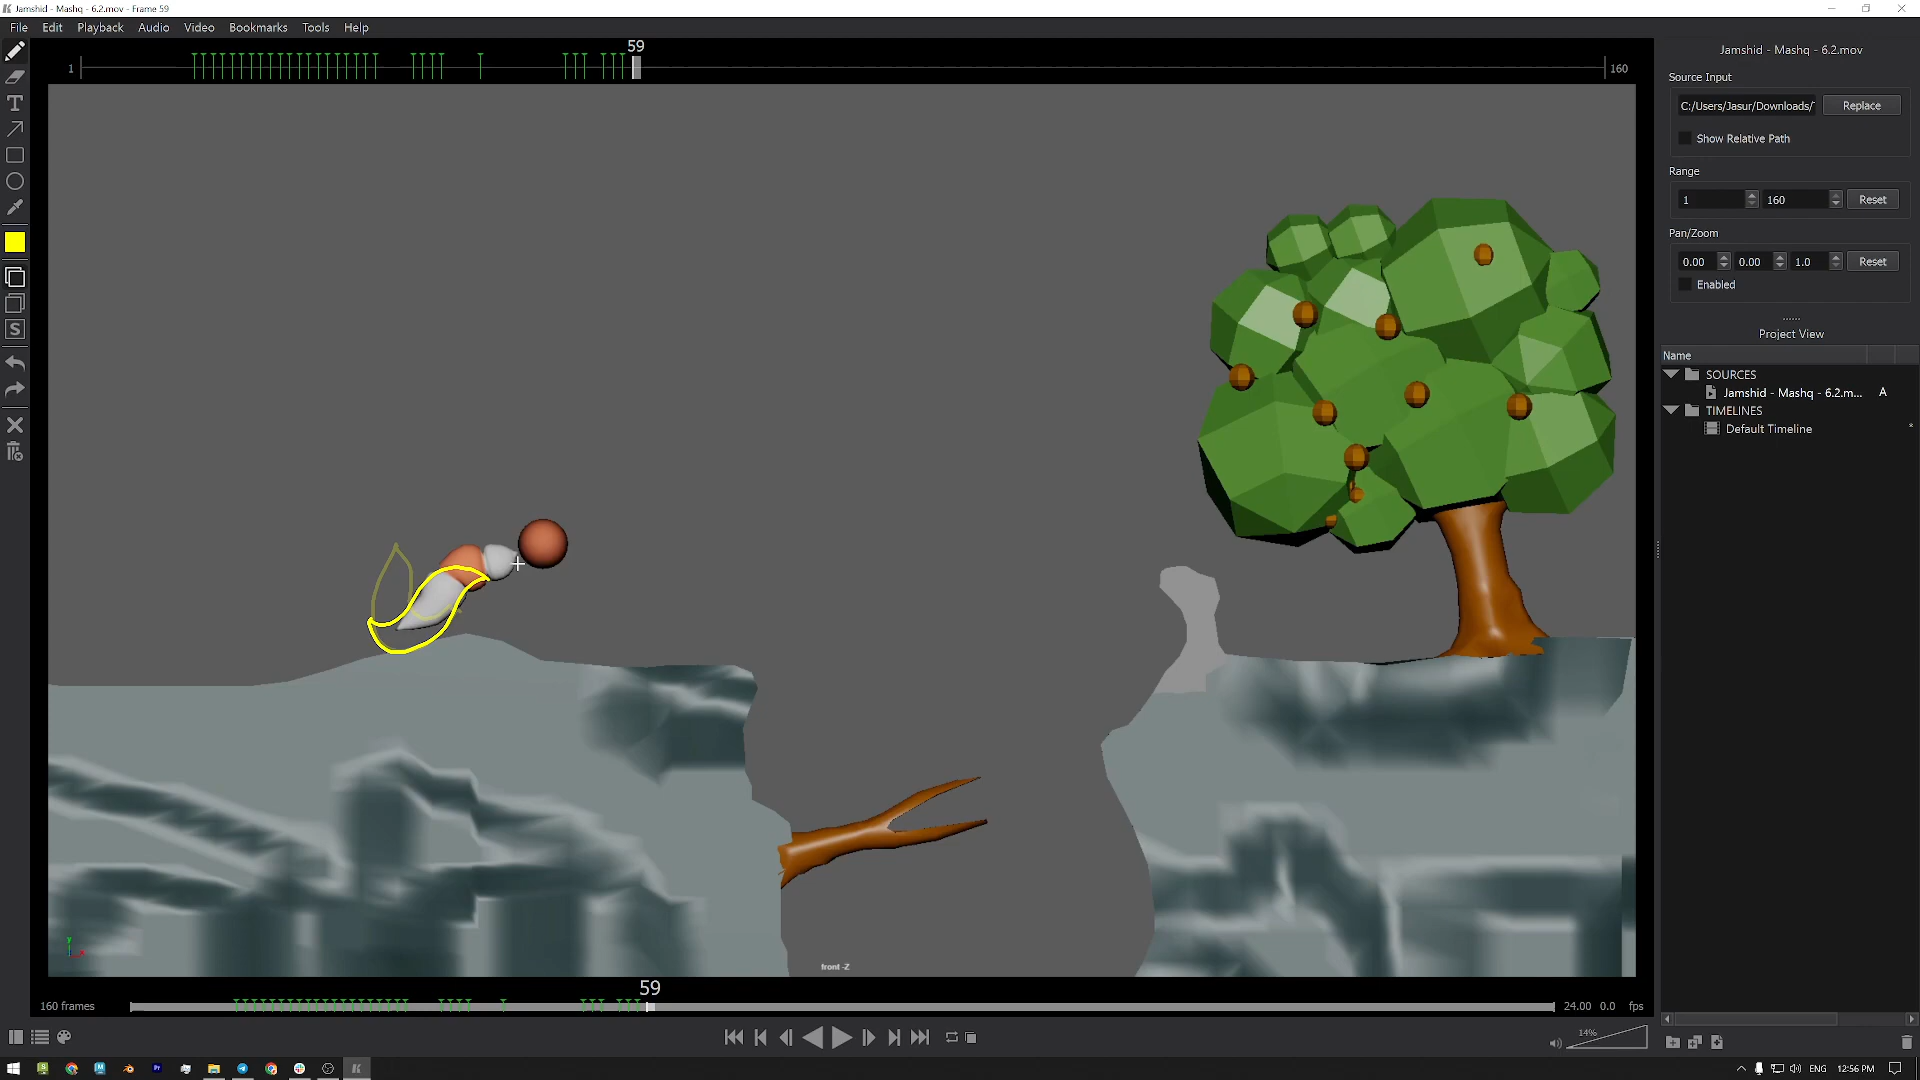 Jamshid - Mashq - 6.2.mov - Frame 59
File Edit Playback Audio Video Bookmarks Tools Help
1 59 160
Jamshid - Mashq - 6.2.mov
Source Input
C:/Users/Jasur/Downloads/ Replace
Show Relative Path
Range
1 160 Reset
Pan/Zoom
0.00 0.00 1.0 Reset
Enabled
Project View
Name
SOURCES
Jamshid - Mashq - 6.2.m... A
TIMELINES
Default Timeline *
T
S
y
x
front -Z
59
160 frames 24.00 0.0 fps
14%
ENG 12:56 PM